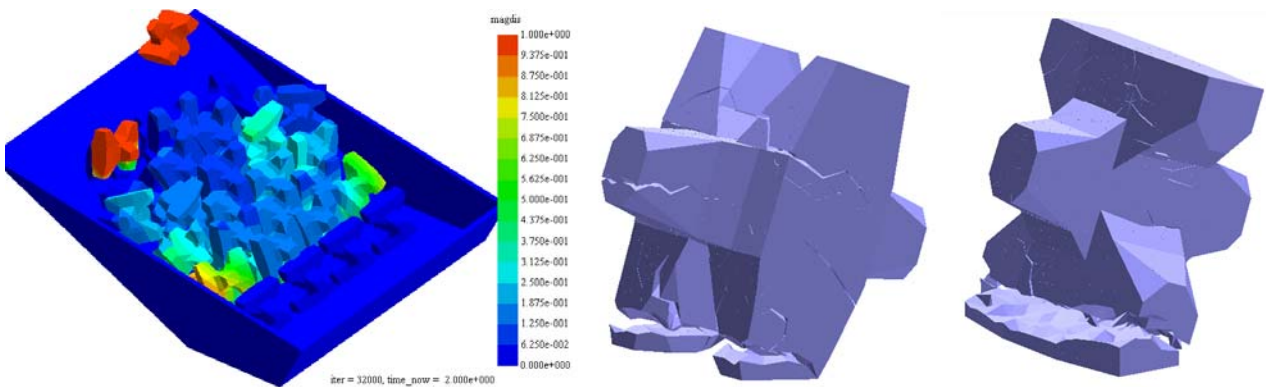 magdis
1.000e+000
9.375e-001
8.750e-001
8.125e-001
7.500e-001
6.875e-001
6.250e-001
5.625e-001
5.000e-001
4.375e-001
3.750e-001
3.125e-001
2.500e-001
1.875e-001
1.250e-001
6.250e-002
0.000e+000
iter = 32000, time_now = 2.000e+000